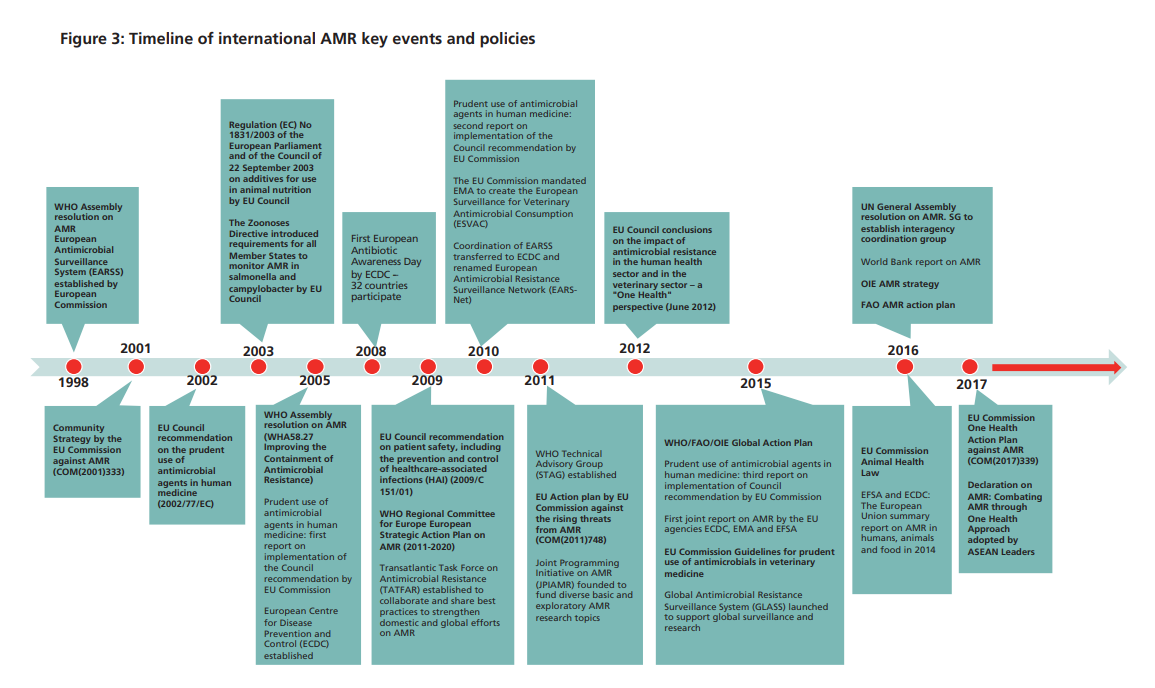 Figure 3: Timeline of international AMR key events and policies
WHO Assembly
resolution on
AMR
European
Antimicrobial
Surveillance
System (EARSS)
established by
European
Commission
Regulation (EC) No
1831/2003 of the
European Parliament
and of the Council of
22 September 2003
on additives for use
in animal nutrition
by EU Council
The Zoonoses
Directive introduced
requirements for all
Member States to
monitor AMR in
salmonella and
campylobacter by EU
Council
First European
Antibiotic
Awareness Day
by ECDC –
32 countries
participate
Prudent use of antimicrobial
agents in human medicine:
second report on
implementation of the
Council recommendation by
EU Commission
The EU Commission mandated
EMA to create the European
Surveillance for Veterinary
Antimicrobial Consumption
(ESVAC)
Coordination of EARSS
transferred to ECDC and
renamed European
Antimicrobial Resistance
Surveillance Network (EARS-
Net)
EU Council conclusions
on the impact of
antimicrobial resistance
in the human health
sector and in the
veterinary sector – a
"One Health"
perspective (June 2012)
UN General Assembly
resolution on AMR. SG to
establish interagency
coordination group
World Bank report on AMR
OIE AMR strategy
FAO AMR action plan
1998
2001
2002
2003
2005
2008
2009
2010
2011
2012
2015
2016
2017
Community
Strategy by the
EU Commission
against AMR
(COM(2001)333)
EU Council
recommendation
on the prudent
use of
antimicrobial
agents in human
medicine
(2002/77/EC)
WHO Assembly
resolution on AMR
(WHA58.27
Improving the
Containment of
Antimicrobial
Resistance)
Prudent use of
antimicrobial
agents in human
medicine: first
report on
implementation of
the Council
recommendation by
EU Commission
European Centre
for Disease
Prevention and
Control (ECDC)
established
EU Council recommendation
on patient safety, including
the prevention and control
of healthcare-associated
infections (HAI) (2009/C
151/01)
WHO Regional Committee
for Europe European
Strategic Action Plan on
AMR (2011-2020)
Transatlantic Task Force on
Antimicrobial Resistance
(TATFAR) established to
collaborate and share best
practices to strengthen
domestic and global efforts
on AMR
WHO Technical
Advisory Group
(STAG) established
EU Action plan by EU
Commission against
the rising threats
from AMR
(COM(2011)748)
Joint Programming
Initiative on AMR
(JPIAMR) founded to
fund diverse basic and
exploratory AMR
research topics
WHO/FAO/OIE Global Action Plan
Prudent use of antimicrobial agents in
human medicine: third report on
implementation of Council
recommendation by EU Commission
First joint report on AMR by the EU
agencies ECDC, EMA and EFSA
EU Commission Guidelines for prudent
use of antimicrobials in veterinary
medicine
Global Antimicrobial Resistance
Surveillance System (GLASS) launched
to support global surveillance and
research
EU Commission
Animal Health
Law
EFSA and ECDC:
The European
Union summary
report on AMR in
humans, animals
and food in 2014
EU Commission
One Health
Action Plan
against AMR
(COM(2017)339)
Declaration on
AMR: Combating
AMR through
One Health
Approach
adopted by
ASEAN Leaders